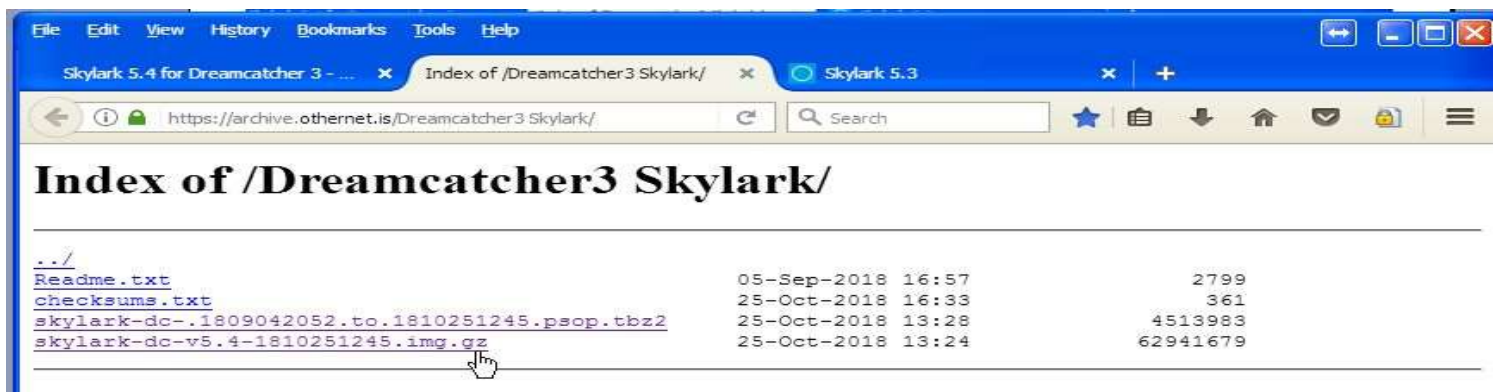 File Edit View History Bookmarks Tools Help
Skylark 5.4 for Dreamcatcher 3 - ... Index of /Dreamcatcher3 Skylark/ Skylark 5.3
https://archive.othernet.is/Dreamcatcher3 Skylark/ Search
Index of /Dreamcatcher3 Skylark/
../
Readme.txt 05-Sep-2018 16:57 2799
checksums.txt 25-Oct-2018 16:33 361
skylark-dc-.1809042052.to.1810251245.psop.tbz2 25-Oct-2018 13:28 4513983
skylark-dc-v5.4-1810251245.img.gz 25-Oct-2018 13:24 62941679